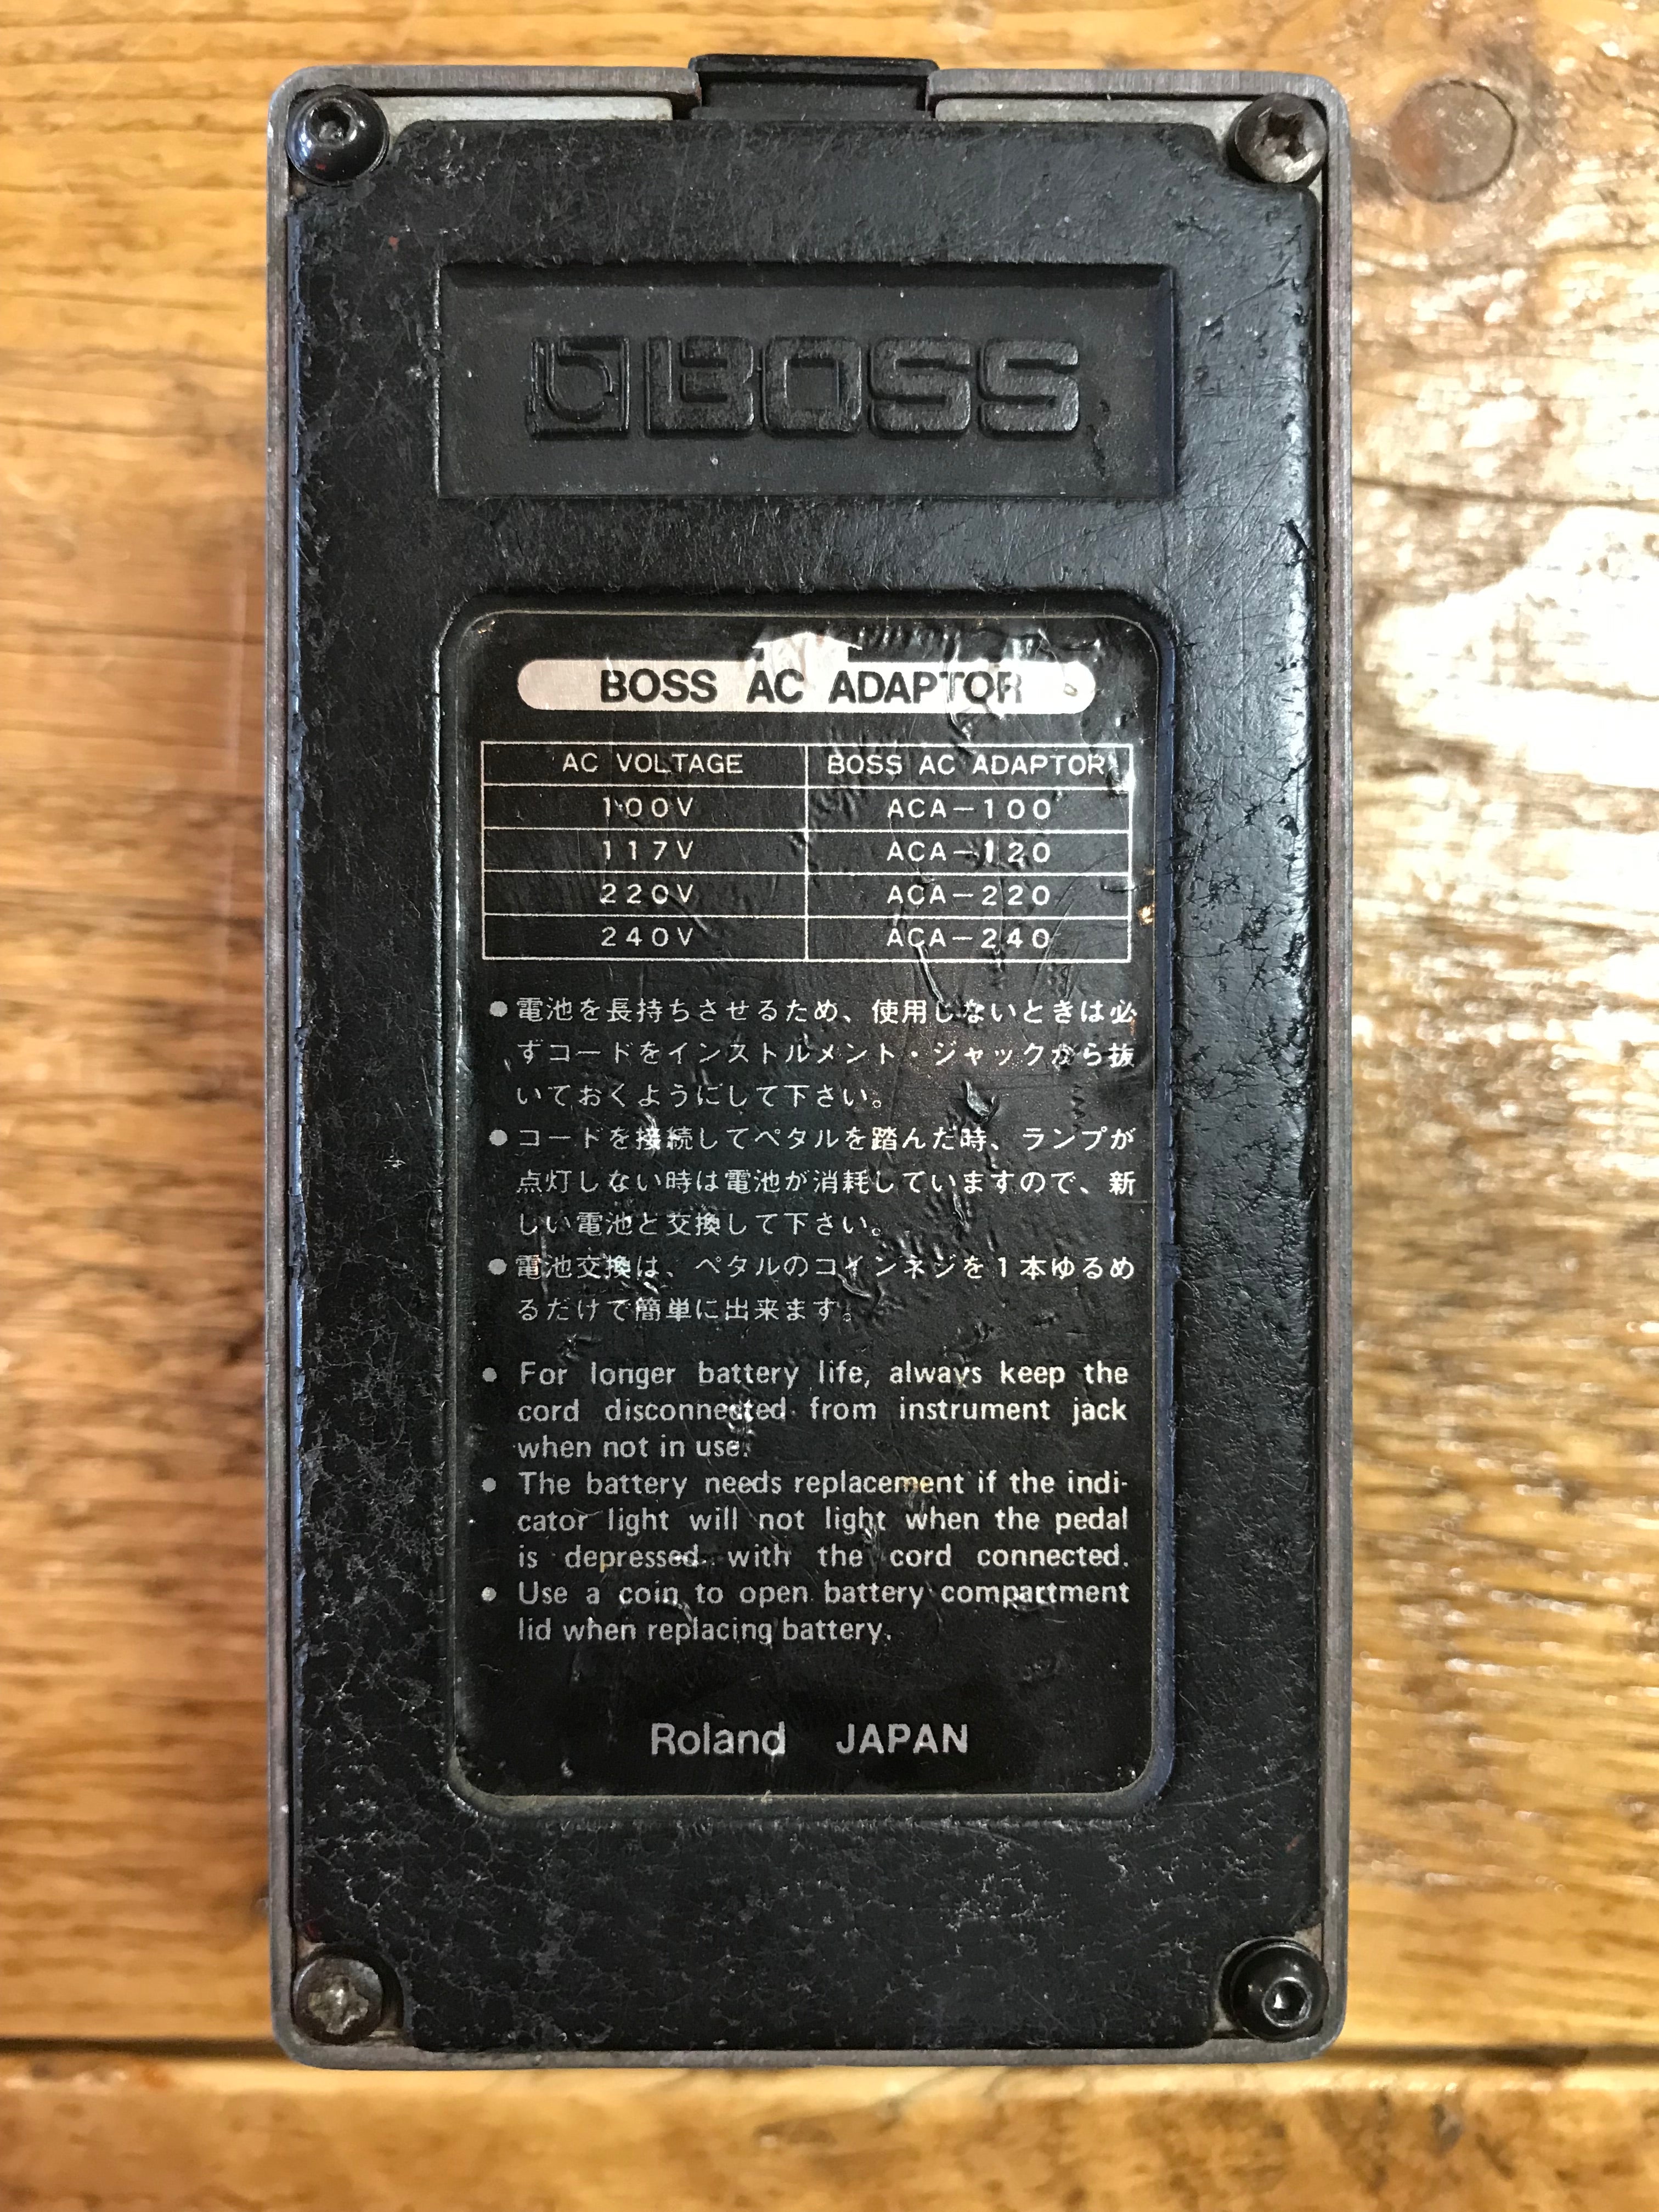 BOSS
BOSS AC ADAPTOR
AC VOLTAGE BOSS AC ADAPTOR
100V ACA-100
117V ACA-120
220V ACA-220
240V ACA-240
●電池を長持ちさせるため、使用しないときは必
ずコードをインストルメント・ジャックから抜
いておくようにして下さい。
●コードを接続してペタルを踏んだ時、ランプが
点灯しない時は電池が消耗していますので、新
しい電池と交換して下さい。
●電池交換は、ペタルのコインネジを1本ゆるめ
るだけで簡単に出来ます。
● For longer battery life, always keep the
cord disconnected from instrument jack
when not in use.
● The battery needs replacement if the indi-
cator light will not light when the pedal
is depressed with the cord connected.
● Use a coin to open battery compartment
lid when replacing battery.
Roland JAPAN